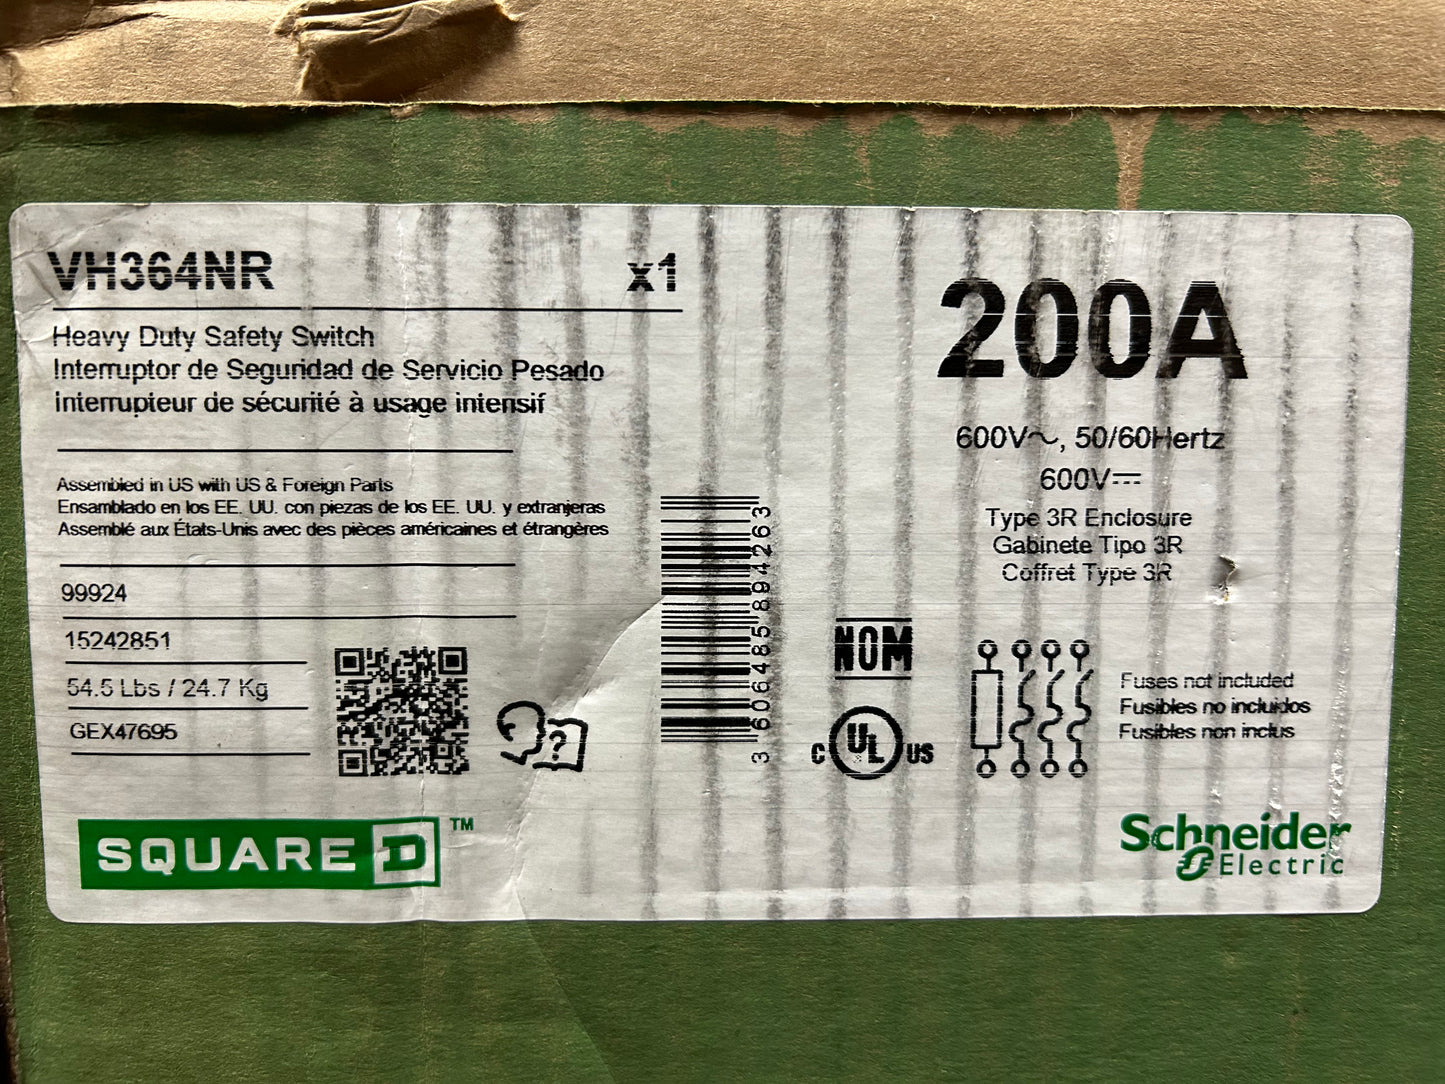 VH364NR x1
Heavy Duty Safety Switch
Interruptor de Seguridad de Servicio Pesado
Interrupteur de sécurité à usage intensif
Assembled in US with US & Foreign Parts
Ensamblado en los EE. UU. con piezas de los EE. UU. y extranjeras
Assemblé aux États-Unis avec des pièces américaines et étrangères
99924
15242851
54.5 Lbs / 24.7 Kg
GEX47695
?
SQUARE D™
3 606485 894263
200A
600V~, 50/60Hertz
600V⎓
Type 3R Enclosure
Gabinete Tipo 3R
Coffret Type 3R
NOM
C UL US
Fuses not included
Fusibles no incluidos
Fusibles non inclus
Schneider
Electric